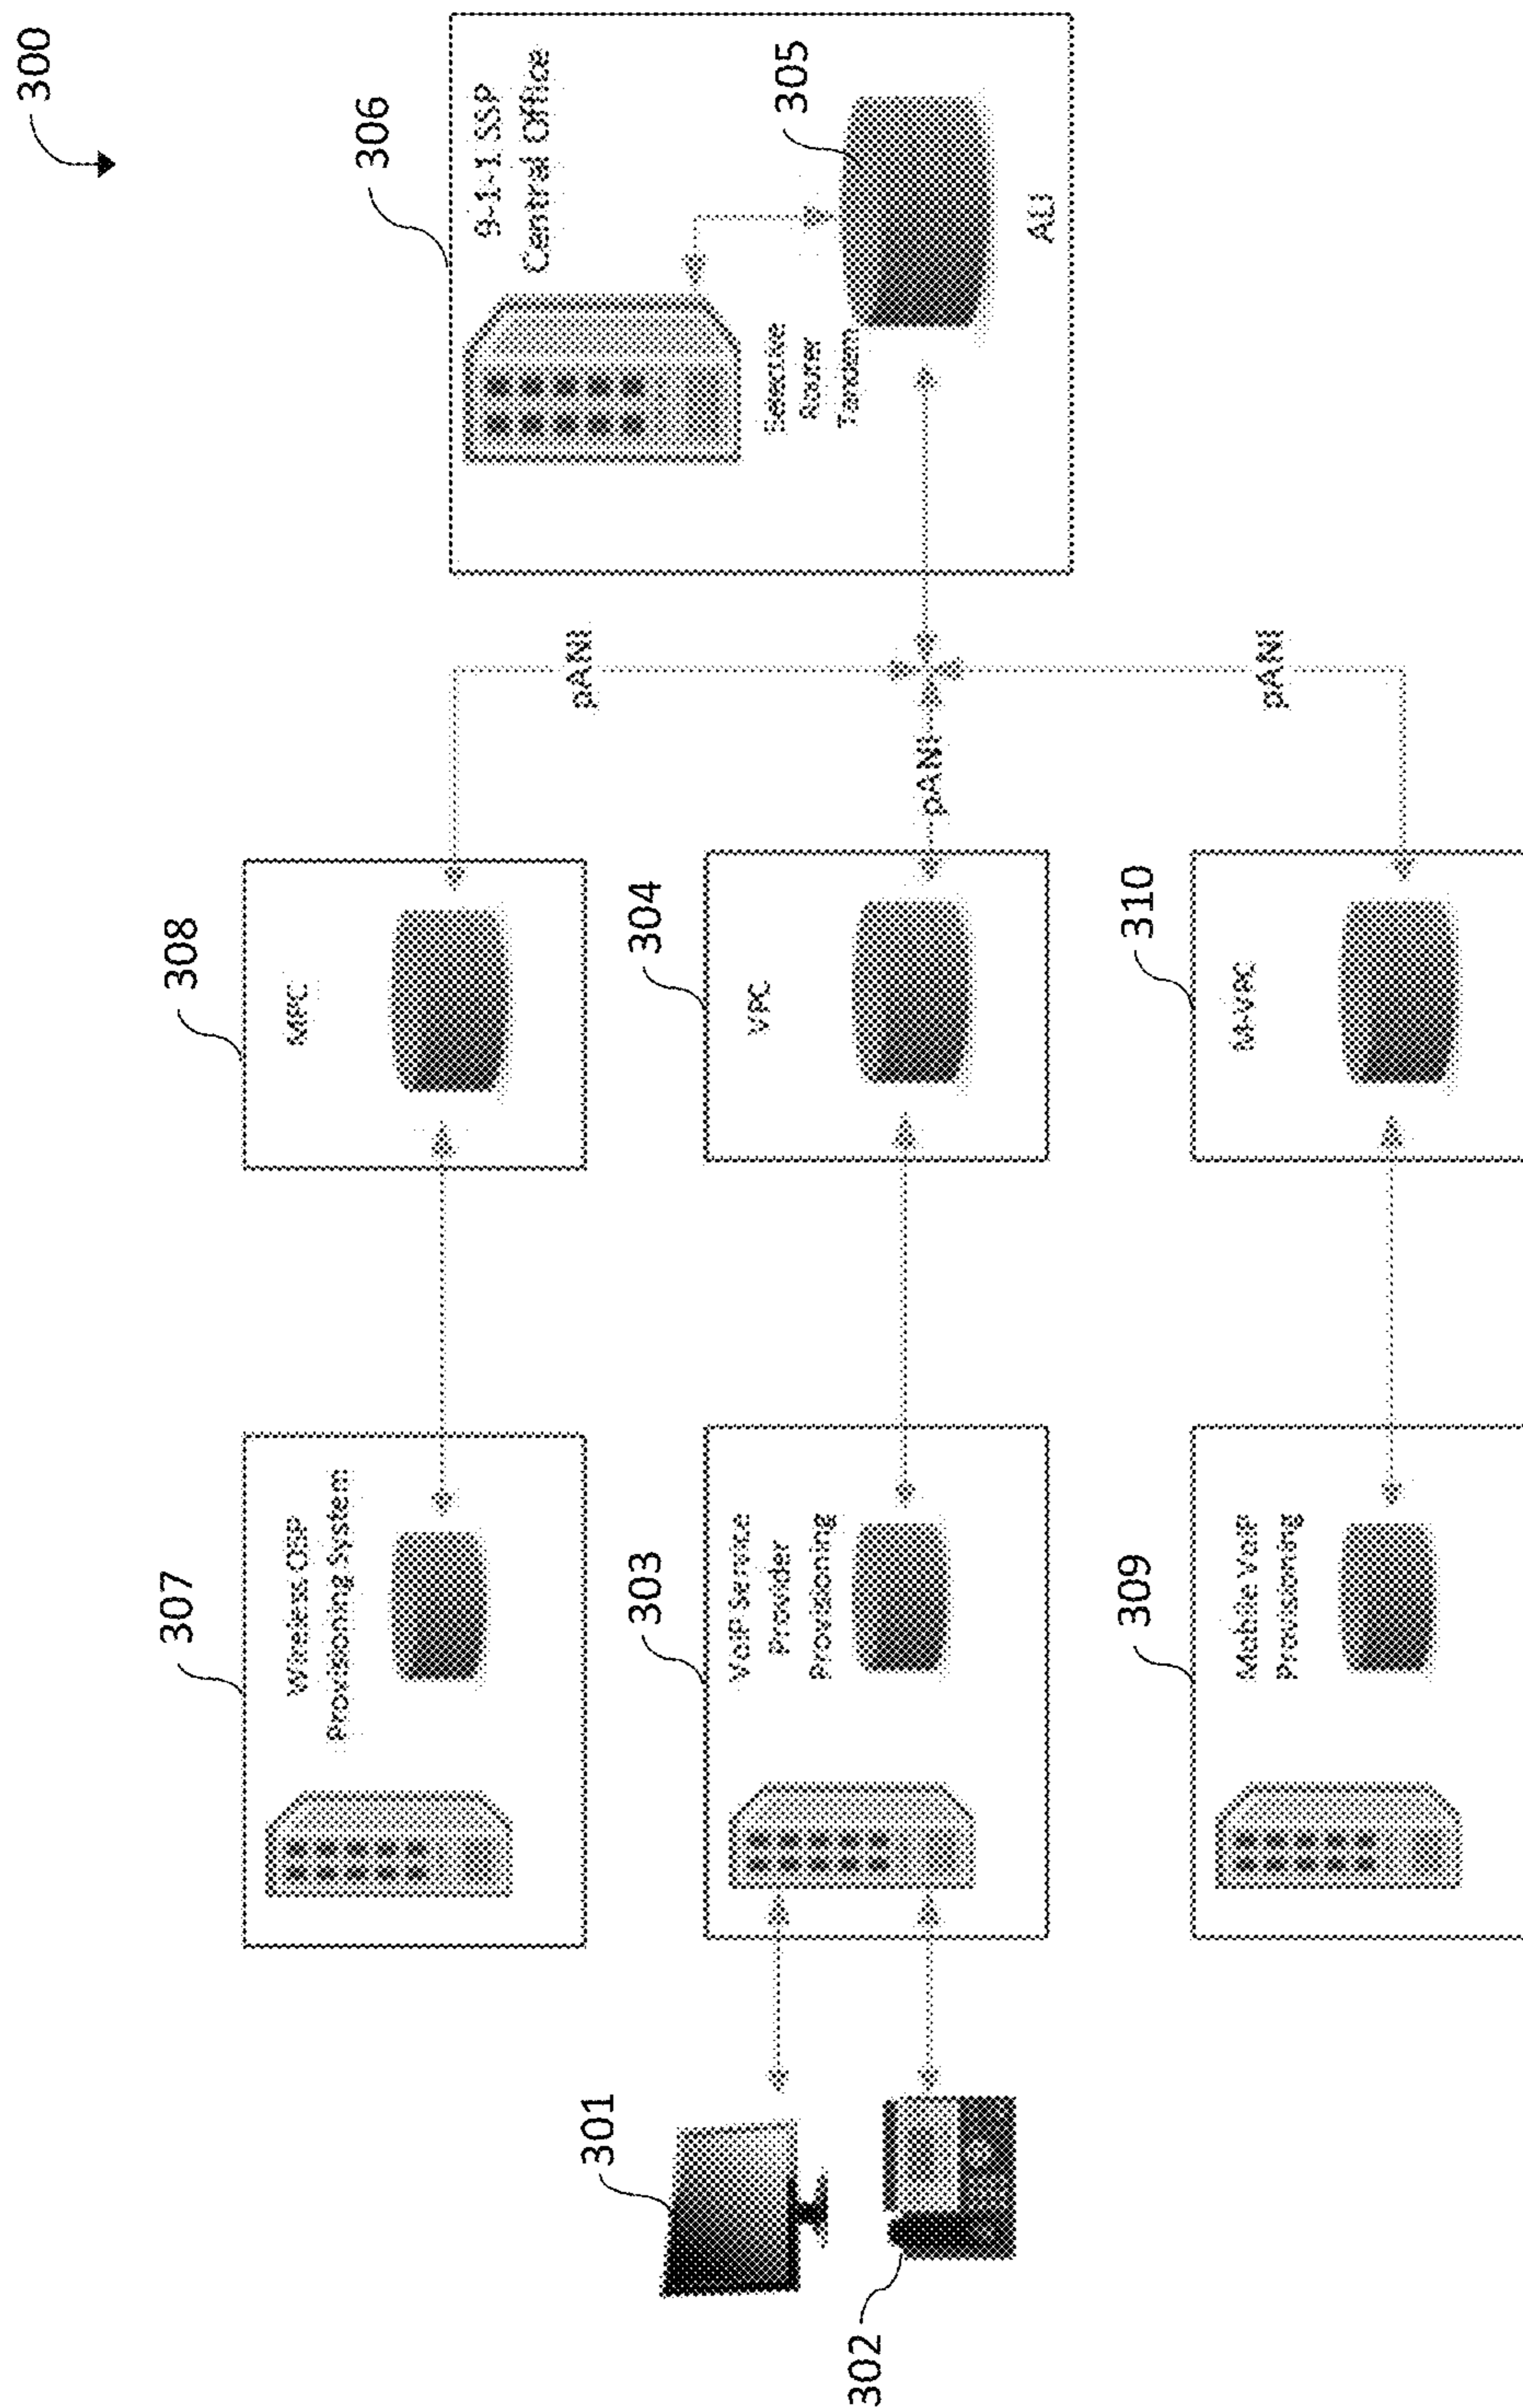 300
306
9-1-1 SSP
Central Office
305
Selective
Router
Tandem
ALI
pANI
pANI
pANI
308
MPC
304
VPC
310
M-VPC
307
Wireless OSP
Provisioning System
303
VoIP Service
Provider
Provisioning
309
Mobile VoIP
Provisioning
301
302